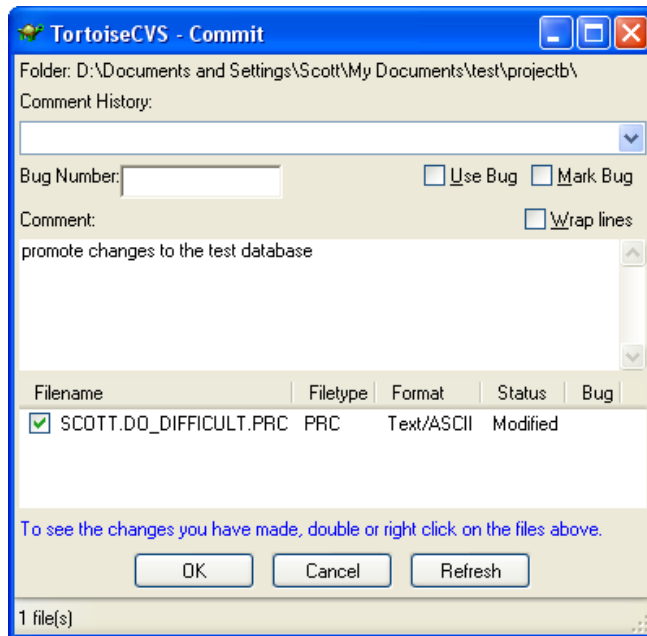 TortoiseCVS - Commit
Folder: D:\Documents and Settings\Scott\My Documents\test\projectb\
Comment History:
Bug Number: Use Bug Mark Bug
Comment: Wrap lines
promote changes to the test database
Filename Filetype Format Status Bug
SCOTT.DO_DIFFICULT.PRC PRC Text/ASCII Modified
To see the changes you have made, double or right click on the files above.
OK Cancel Refresh
1 file(s)